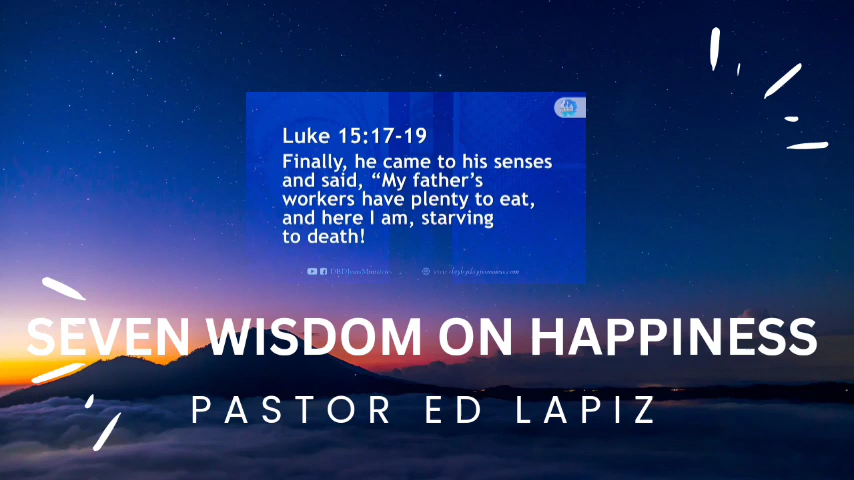 Luke 15:17-19
Finally, he came to his senses
and said, “My father’s
workers have plenty to eat,
and here I am, starving
to death!
SEVEN WISDOM ON HAPPINESS
PASTOR ED LAPIZ